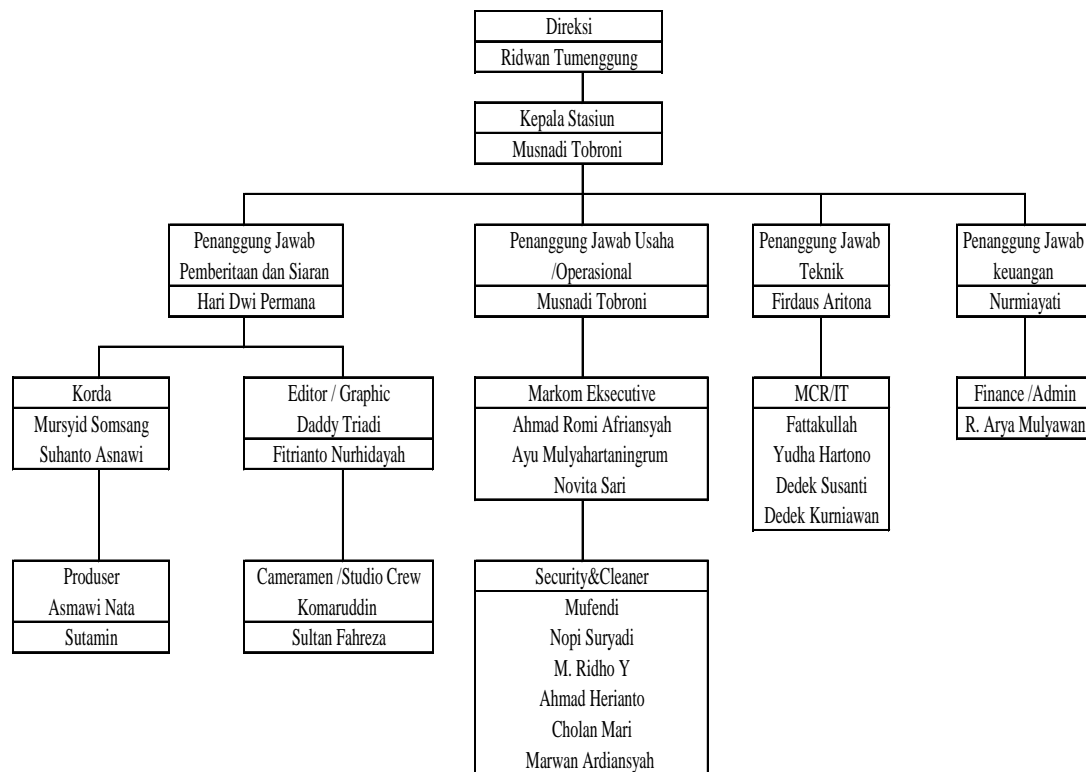 Direksi
Ridwan Tumenggung
Kepala Stasiun
Musnadi Tobroni
Penanggung Jawab
Pemberitaan dan Siaran
Hari Dwi Permana
Penanggung Jawab Usaha
/Operasional
Musnadi Tobroni
Penanggung Jawab
Teknik
Firdaus Aritona
Penanggung Jawab
keuangan
Nurmiayati
Korda
Mursyid Somsang
Suhanto Asnawi
Editor / Graphic
Daddy Triadi
Fitrianto Nurhidayah
Markom Eksecutive
Ahmad Romi Afriansyah
Ayu Mulyahartaningrum
Novita Sari
MCR/IT
Fattakullah
Yudha Hartono
Dedek Susanti
Dedek Kurniawan
Finance /Admin
R. Arya Mulyawan
Produser
Asmawi Nata
Sutamin
Cameramen /Studio Crew
Komaruddin
Sultan Fahreza
Security&Cleaner
Mufendi
Nopi Suryadi
M. Ridho Y
Ahmad Herianto
Cholan Mari
Marwan Ardiansyah